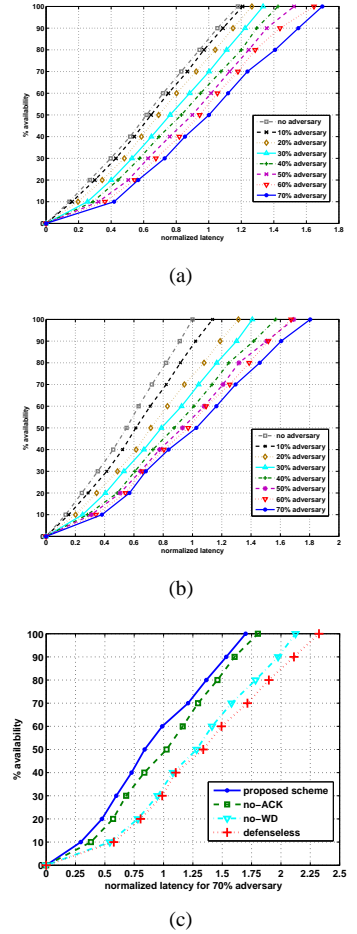 100
90
80
70
60
50
40
30
20
10
0
% availability
no adversary
10% adversary
20% adversary
30% adversary
40% adversary
50% adversary
60% adversary
70% adversary
0 0.2 0.4 0.6 0.8 1 1.2 1.4 1.6 1.8
normalized latency
(a)
100
90
80
70
60
50
40
30
20
10
0
% availability
no adversary
10% adversary
20% adversary
30% adversary
40% adversary
50% adversary
60% adversary
70% adversary
0 0.2 0.4 0.6 0.8 1 1.2 1.4 1.6 1.8 2
normalized latency
(b)
100
90
80
70
60
50
40
30
20
10
0
% availability
proposed scheme
no-ACK
no-WD
defenseless
0 0.25 0.5 0.75 1 1.25 1.5 1.75 2 2.25 2.5
normalized latency for 70% adversary
(c)